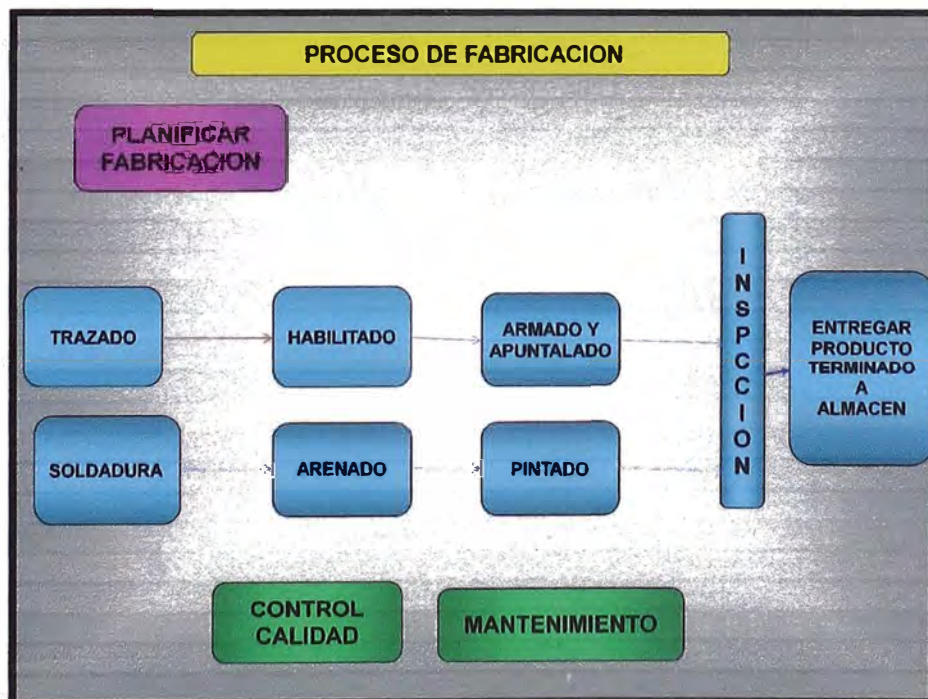 PROCESO DE FABRICACION
PLANIFICAR
FABRICACION
TRAZADO
HABILITADO
ARMADO Y
APUNTALADO
INSPCCION
ENTREGAR
PRODUCTO
TERMINADO
A
ALMACEN
SOLDADURA
ARENADO
PINTADO
CONTROL
CALIDAD
MANTENIMIENTO